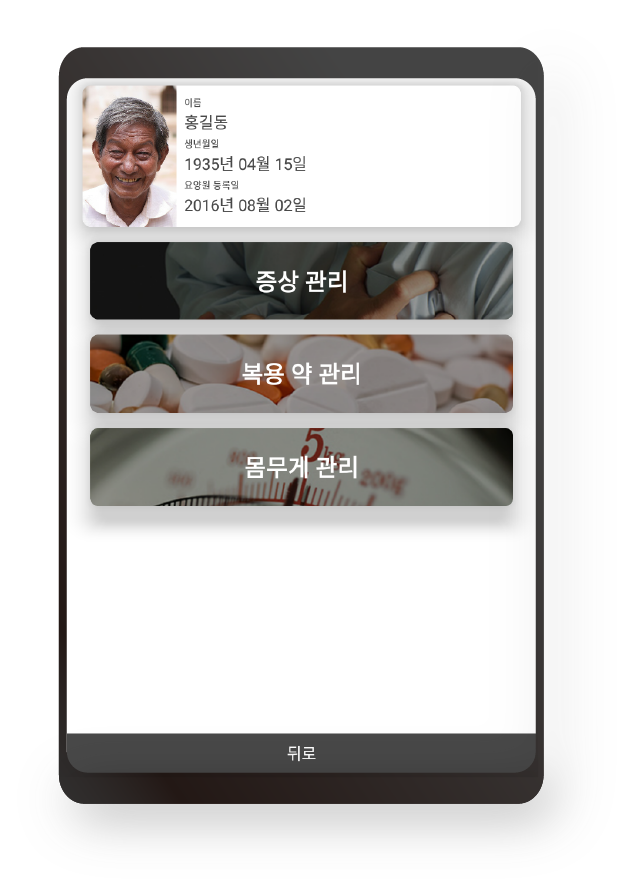 이름
홍길동
생년월일
1935년 04월 15일
요양원 등록일
2016년 08월 02일
증상 관리
복용 약 관리
5kg
200g
몸무게 관리
뒤로